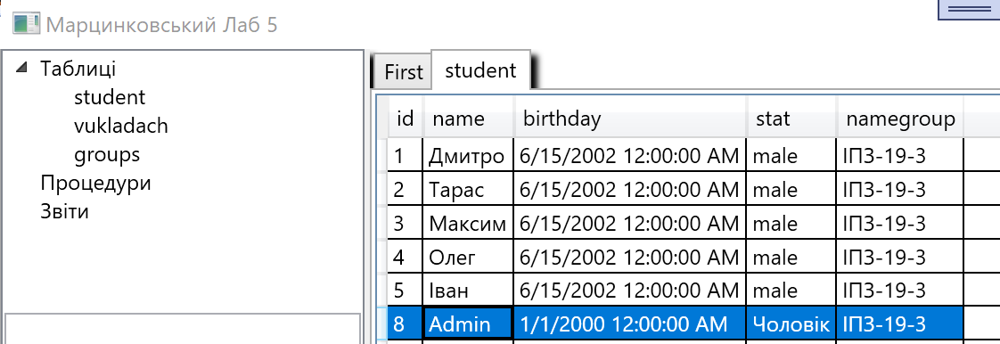 Марцинковський Лаб 5
Таблиці
student
vukladach
groups
Процедури
Звіти
First student
id name birthday stat namegroup
1 Дмитро 6/15/2002 12:00:00 AM male ІПЗ-19-3
2 Тарас 6/15/2002 12:00:00 AM male ІПЗ-19-3
3 Максим 6/15/2002 12:00:00 AM male ІПЗ-19-3
4 Олег 6/15/2002 12:00:00 AM male ІПЗ-19-3
5 Іван 6/15/2002 12:00:00 AM male ІПЗ-19-3
8 Admin 1/1/2000 12:00:00 AM Чоловік ІПЗ-19-3